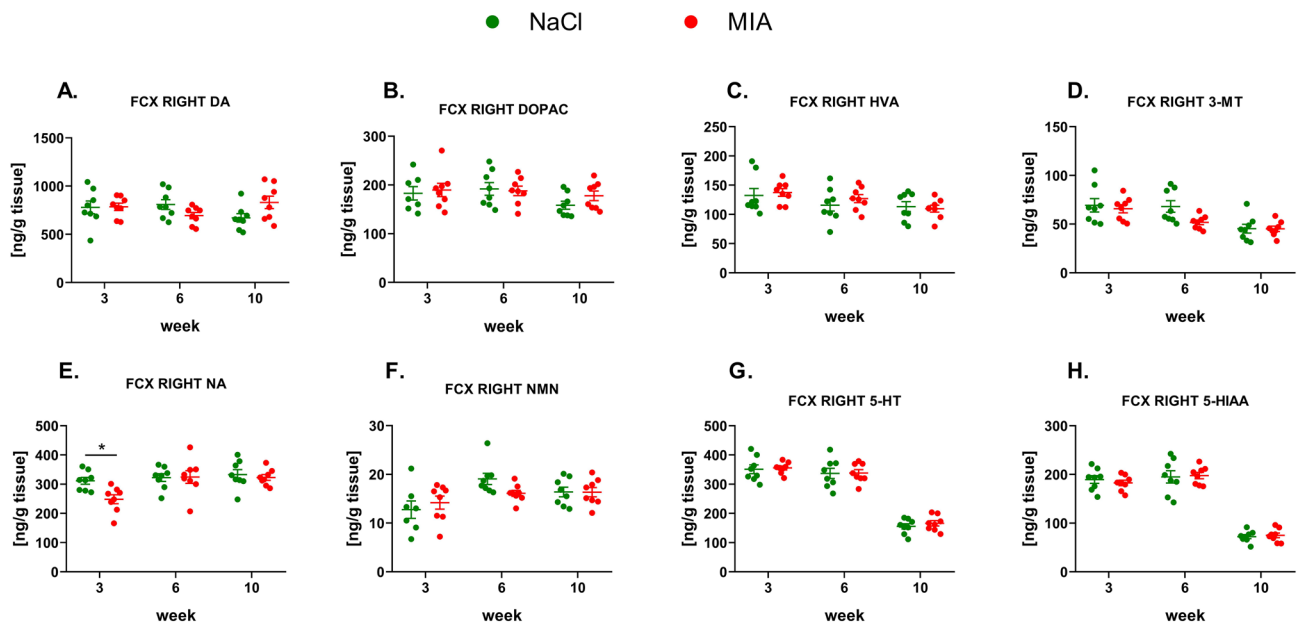 NaCl MIA
A.
FCX RIGHT DA
[ng/g tissue]
1500
1000
500
0
3 6 10
week
B.
FCX RIGHT DOPAC
[ng/g tissue]
300
200
100
0
3 6 10
week
C.
FCX RIGHT HVA
[ng/g tissue]
250
200
150
100
50
0
3 6 10
week
D.
FCX RIGHT 3-MT
[ng/g tissue]
150
100
50
0
3 6 10
week
E.
FCX RIGHT NA
[ng/g tissue]
500
400
300
200
100
0
*
3 6 10
week
F.
FCX RIGHT NMN
[ng/g tissue]
30
20
10
0
3 6 10
week
G.
FCX RIGHT 5-HT
[ng/g tissue]
500
400
300
200
100
0
3 6 10
week
H.
FCX RIGHT 5-HIAA
[ng/g tissue]
300
200
100
0
3 6 10
week